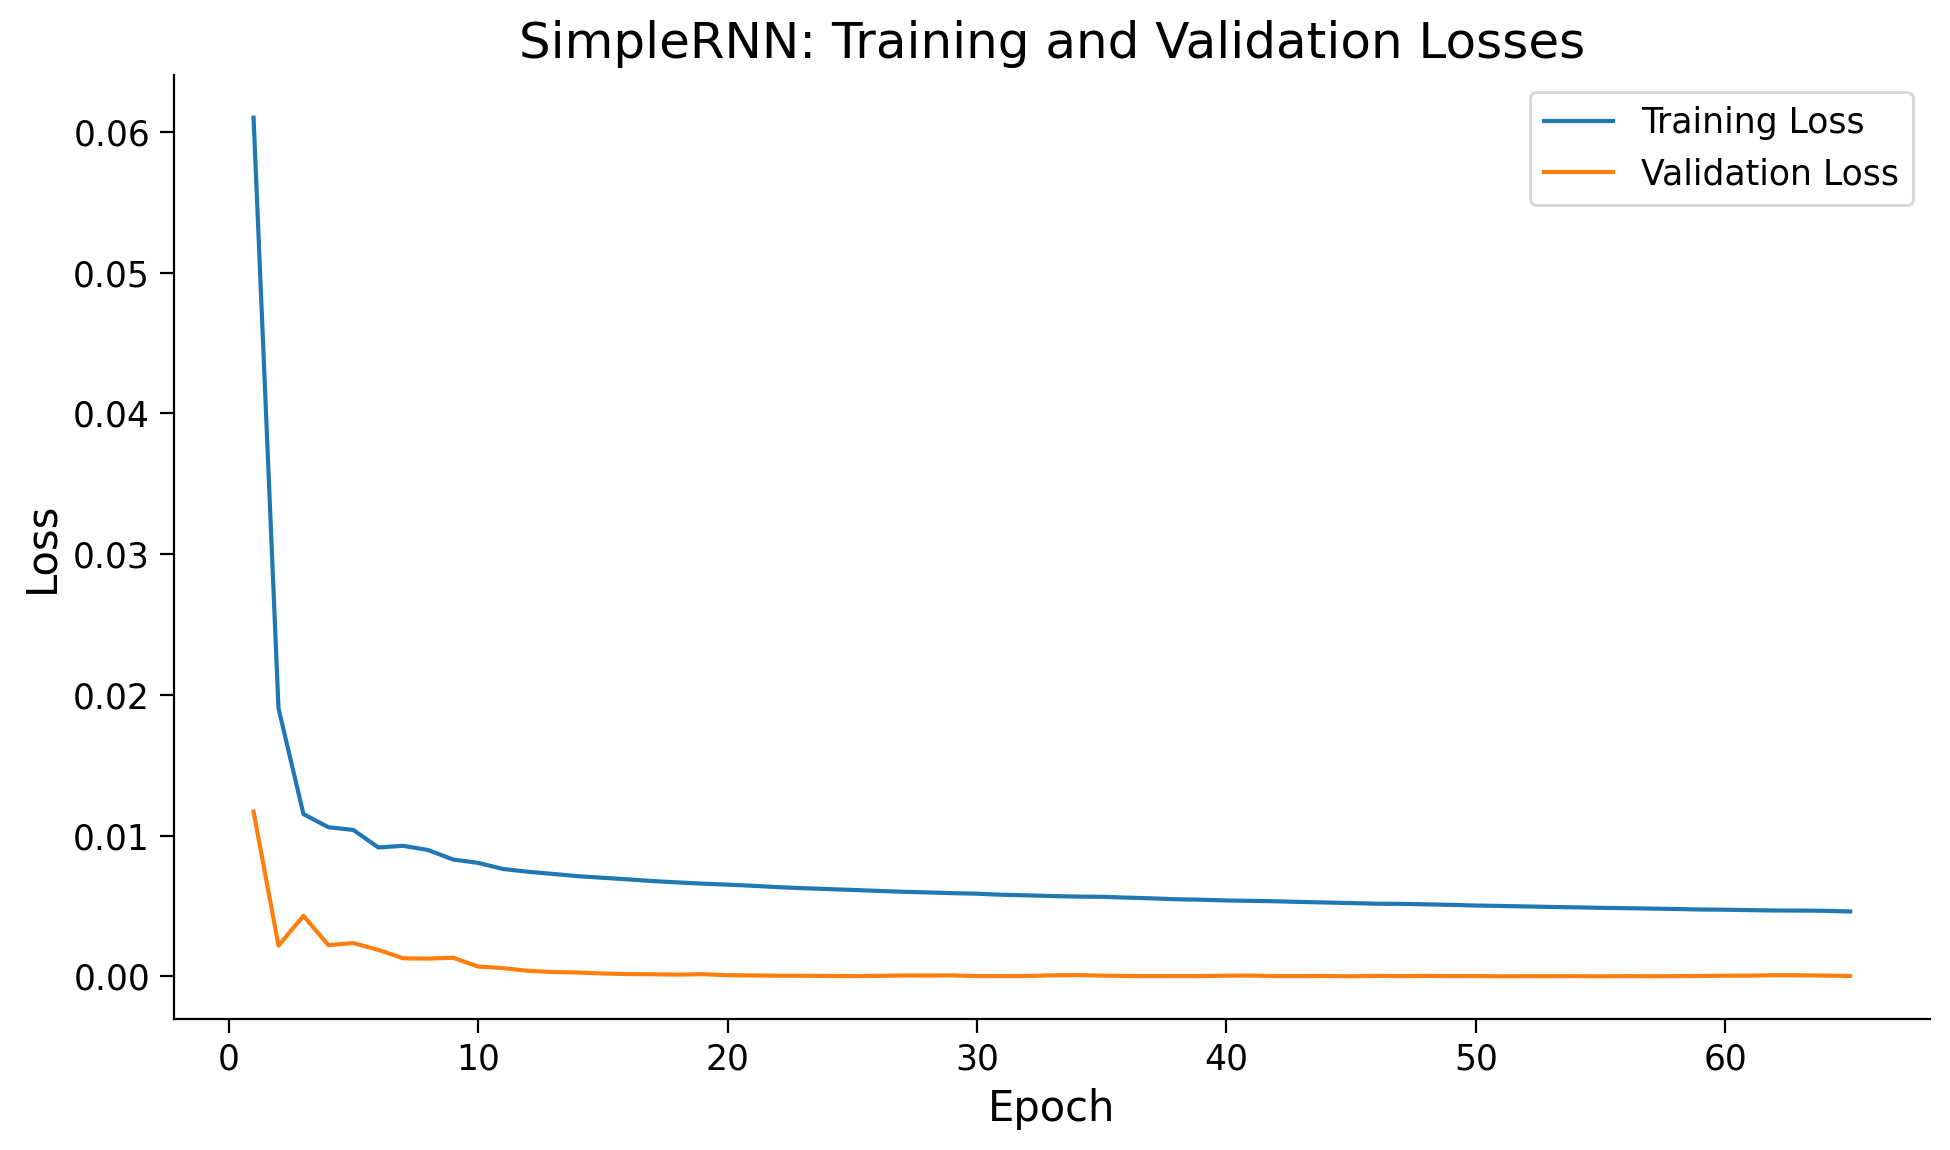 SimpleRNN: Training and Validation Losses
Training Loss
Validation Loss
0.06
0.05
0.04
0.03
0.02
0.01
0.00
Loss
0 10 20 30 40 50 60
Epoch